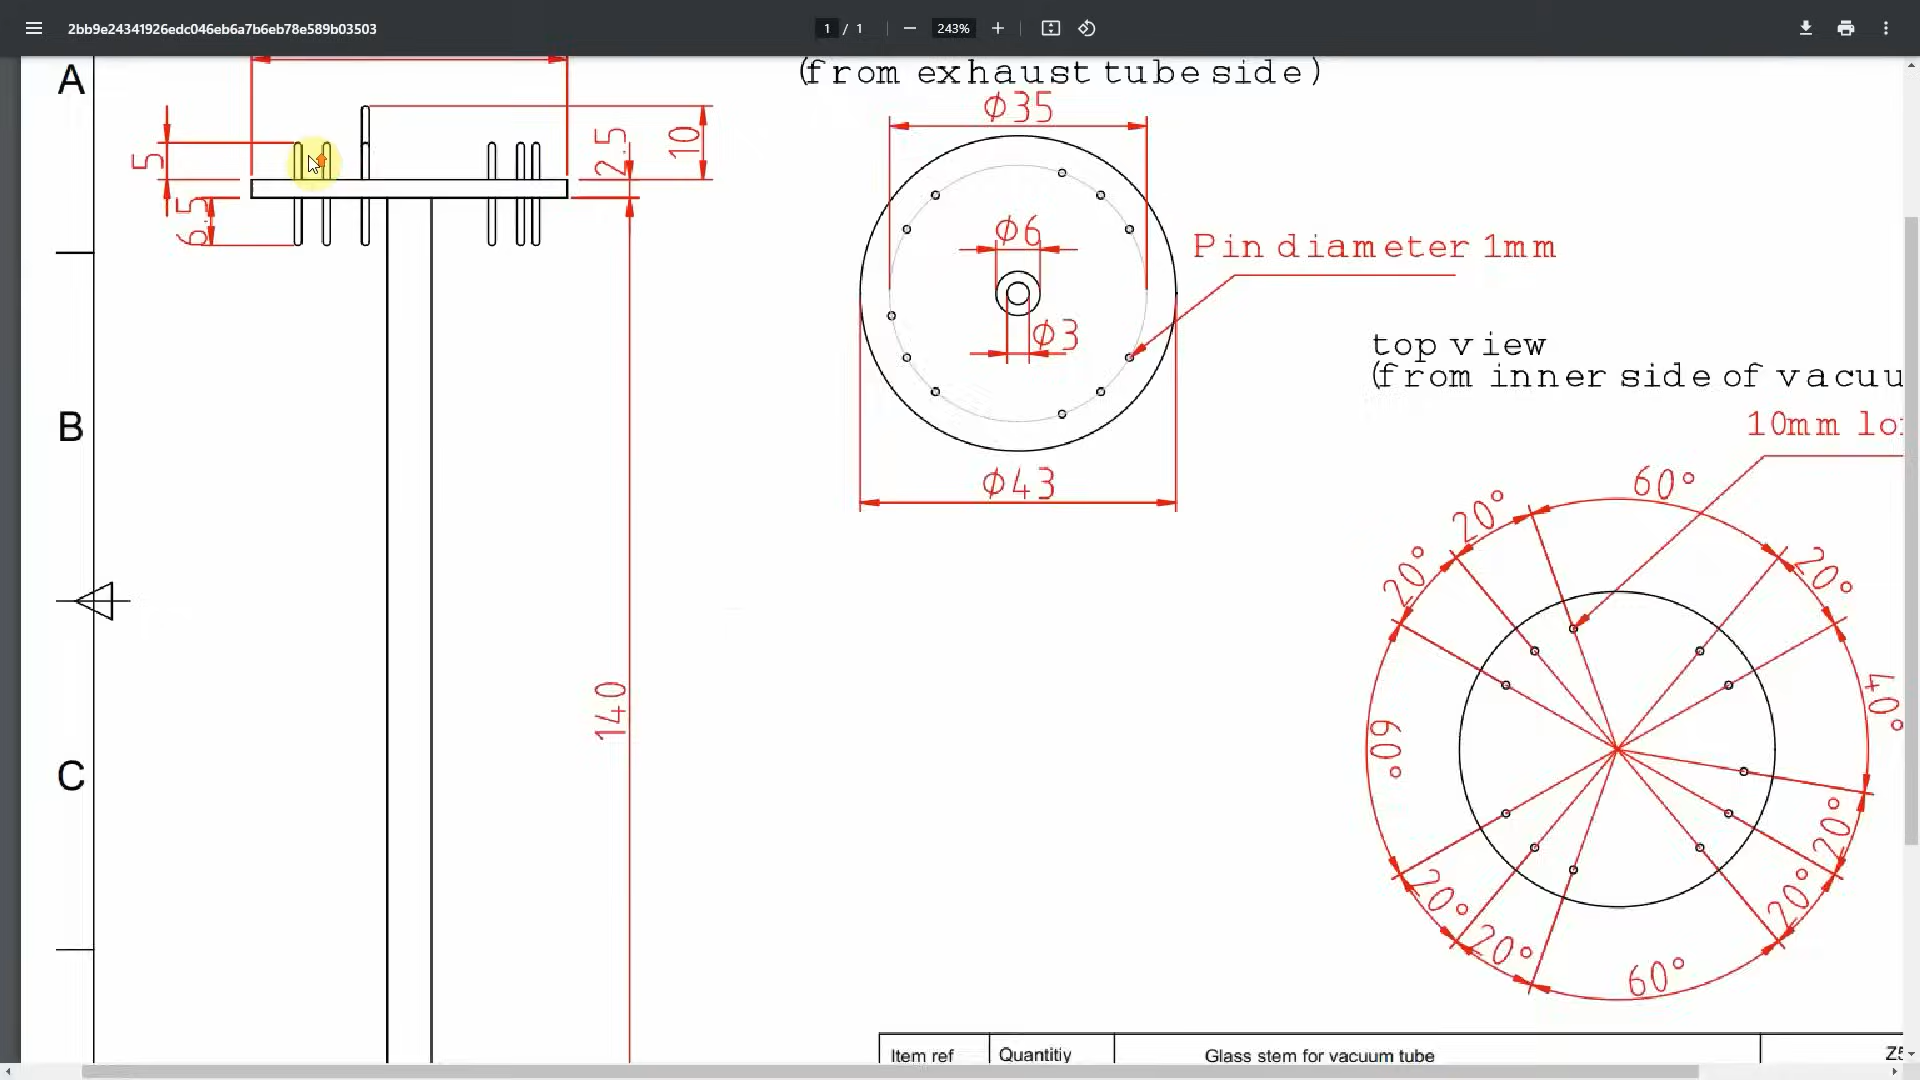 2bb9e24341926edc046eb6a7b6eb78e589b03503
1 / 1
243%
A
(from exhaust tube side)
Φ35
5
2.5
10
6.5
Φ6
Pin diameter 1mm
Φ3
top view
(from inner side of vacuu
10mm lo
B
Φ43
60°
20°
20°
20°
140
40°
60°
C
20°
20°
20°
20°
60°
Item ref
Quantitiy
Glass stem for vacuum tube